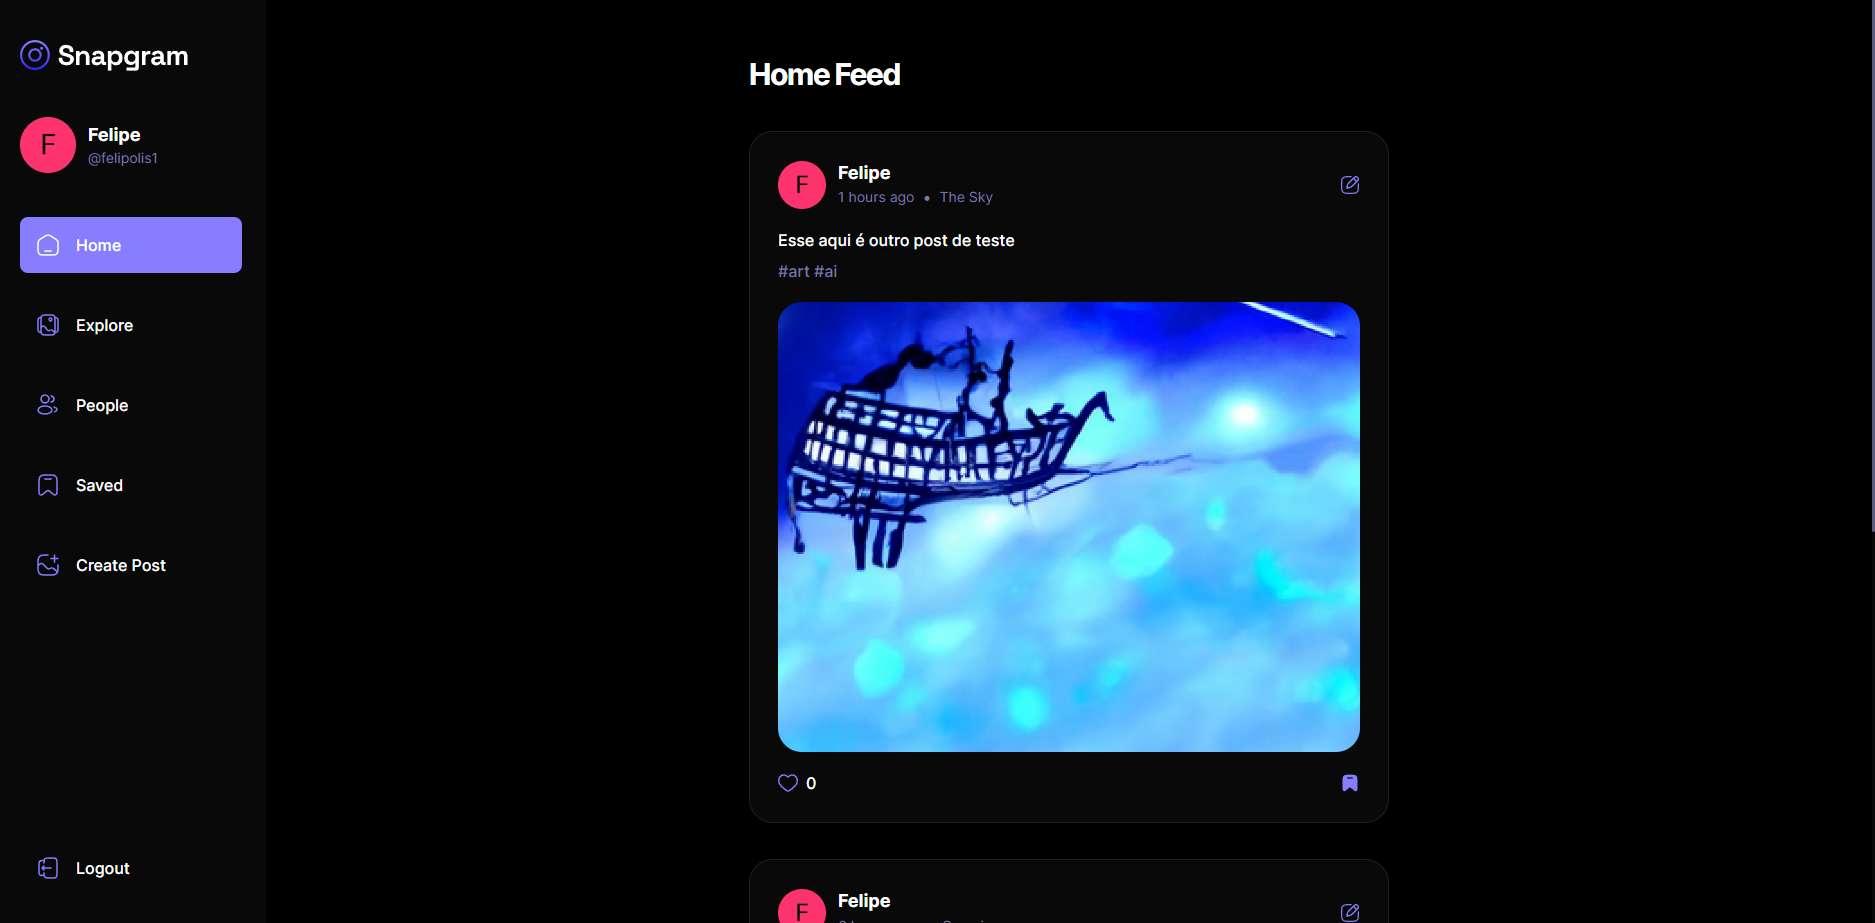 Snapgram
F
Felipe
@felipolis1
Home
Explore
People
Saved
Create Post
Logout
Home Feed
F
Felipe
1 hours ago • The Sky
Esse aqui é outro post de teste
#art #ai
0
F
Felipe